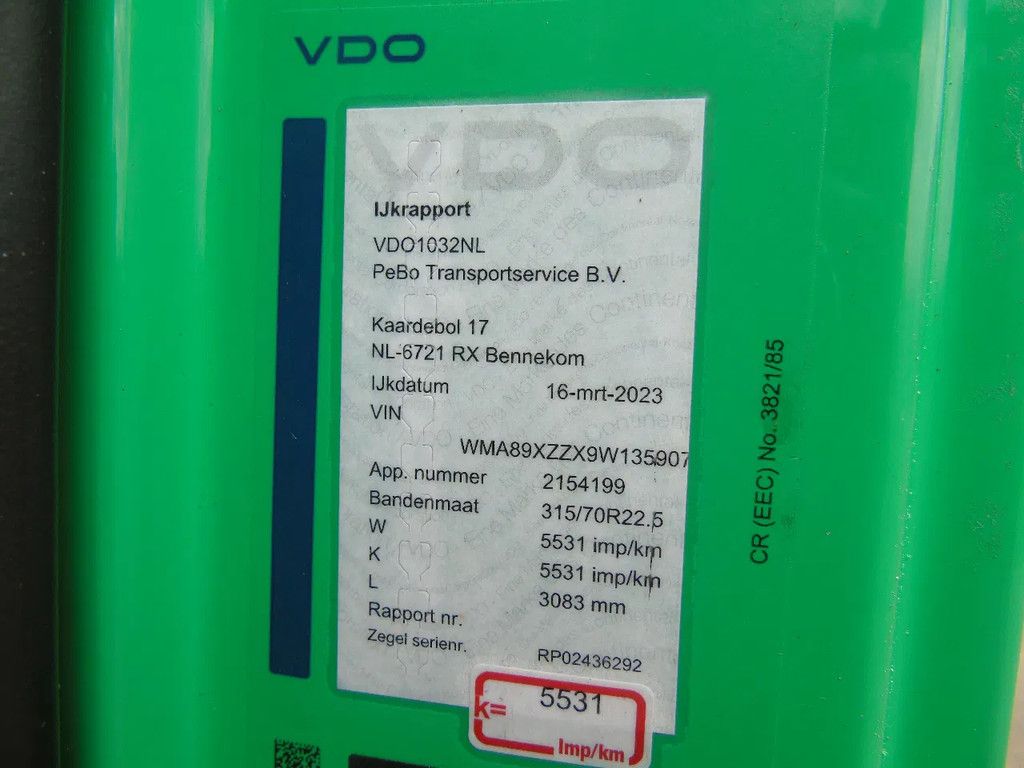 VDO
VDO
IJkrapport
VDO1032NL
PeBo Transportservice B.V.
Kaardebol 17
NL-6721 RX Bennekom
IJkdatum 16-mrt-2023
VIN
WMA89XZZX9W135907
App. nummer 2154199
Bandenmaat 315/70R22.5
W 5531 imp/km
K 5531 imp/km
L 3083 mm
Rapport nr.
Zegel serienr. RP02436292
k= 5531
Imp/km
CR (EEC) No. 3821/85